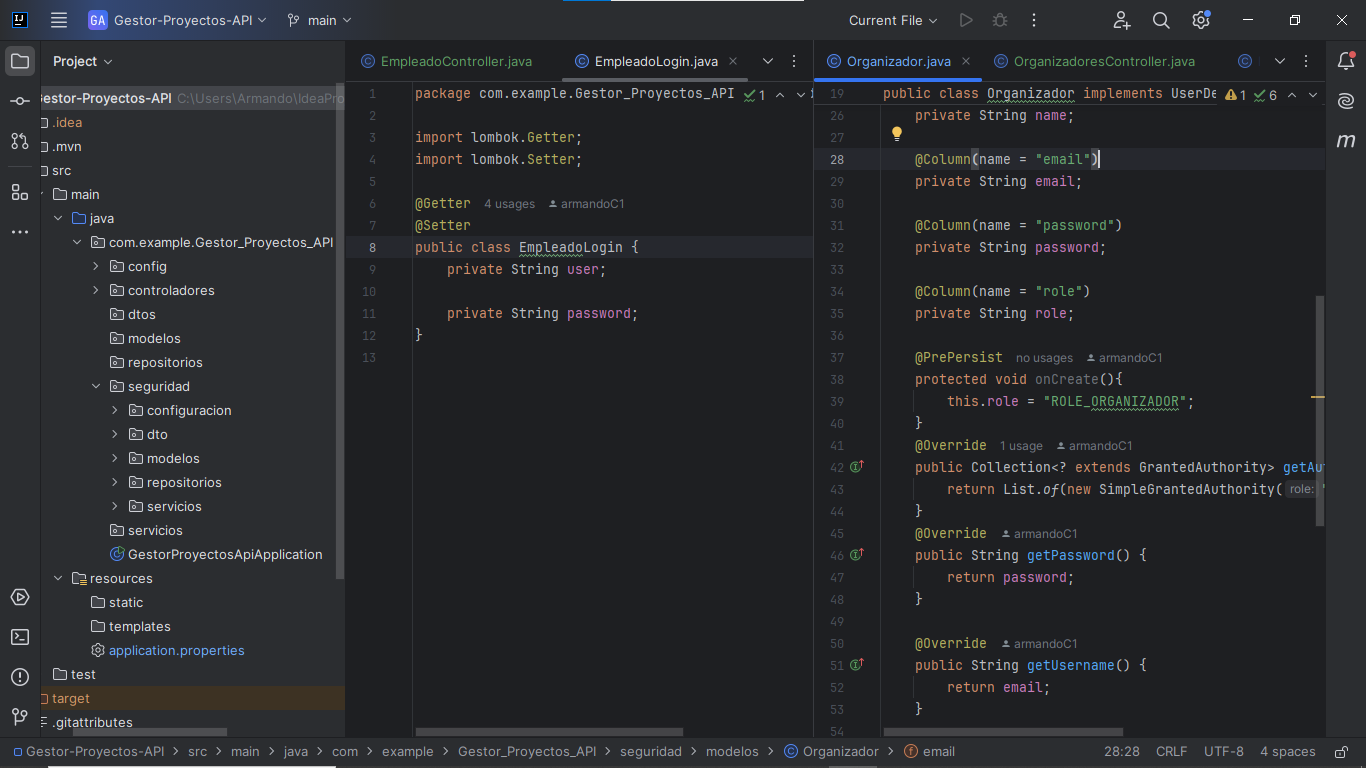 GA Gestor-Proyectos-API main Current File
Project
estor-Proyectos-API C:\Users\Armando\IdeaPro
.idea
.mvn
src
main
java
com.example.Gestor_Proyectos_API
config
controladores
dtos
modelos
repositorios
seguridad
configuracion
dto
modelos
repositorios
servicios
servicios
GestorProyectosApiApplication
resources
static
templates
application.properties
test
target
.gitattributes
EmpleadoController.java EmpleadoLogin.java
1 package com.example.Gestor_Proyectos_API 1
2
3 import lombok.Getter;
4 import lombok.Setter;
5
6 @Getter 4 usages armandoC1
7 @Setter
8 public class EmpleadoLogin {
9 private String user;
10
11 private String password;
12 }
13
Organizador.java OrganizadoresController.java
19 public class Organizador implements UserDe 1 6
26 private String name;
27
28 @Column(name = "email")
29 private String email;
30
31 @Column(name = "password")
32 private String password;
33
34 @Column(name = "role")
35 private String role;
36
37 @PrePersist no usages armandoC1
38 protected void onCreate(){
39 this.role = "ROLE_ORGANIZADOR";
40 }
41 @Override 1 usage armandoC1
42 public Collection<? extends GrantedAuthority> getAu
43 return List.of(new SimpleGrantedAuthority( role: "
44 }
45 @Override armandoC1
46 public String getPassword() {
47 return password;
48 }
49
50 @Override armandoC1
51 public String getUsername() {
52 return email;
53 }
54
Gestor-Proyectos-API > src > main > java > com > example > Gestor_Proyectos_API > seguridad > modelos > Organizador > email 28:28 CRLF UTF-8 4 spaces